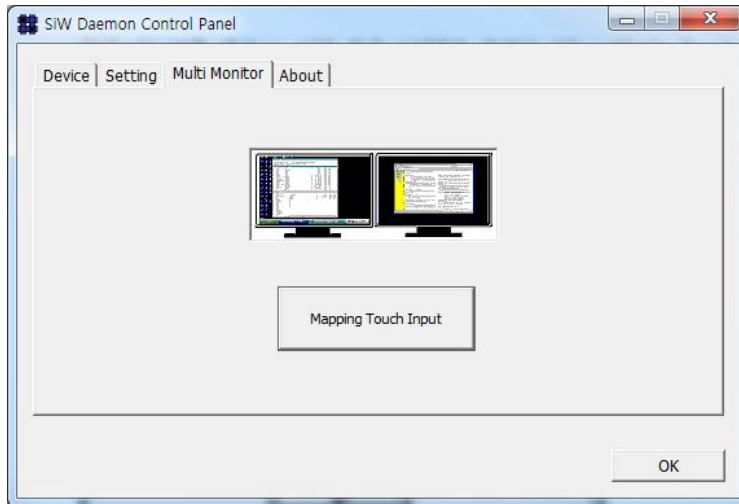 SiW Daemon Control Panel
Device Setting Multi Monitor About
Mapping Touch Input
OK